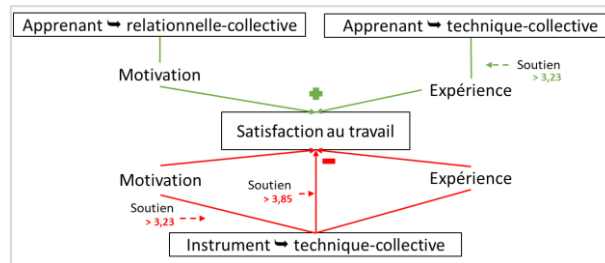 Apprenant ➥ relationnelle-collective
Apprenant ➥ technique-collective
Soutien
> 3,23
Motivation
Expérience
+
Satisfaction au travail
-
Motivation
Soutien
> 3,85
Expérience
Soutien
> 3,23
Instrument ➥ technique-collective